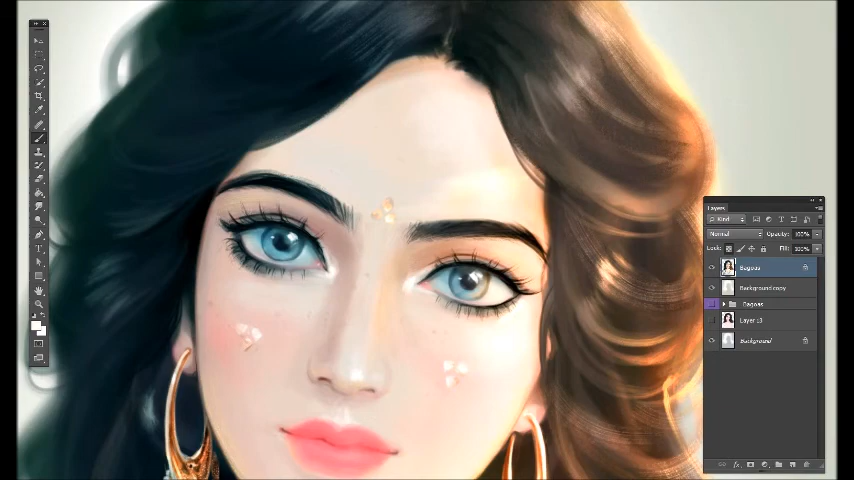 Layers
Kind
Normal Opacity: 100%
Lock: Fill: 100%
Bagoas
Background copy
Bagoas
Layer 13
Background